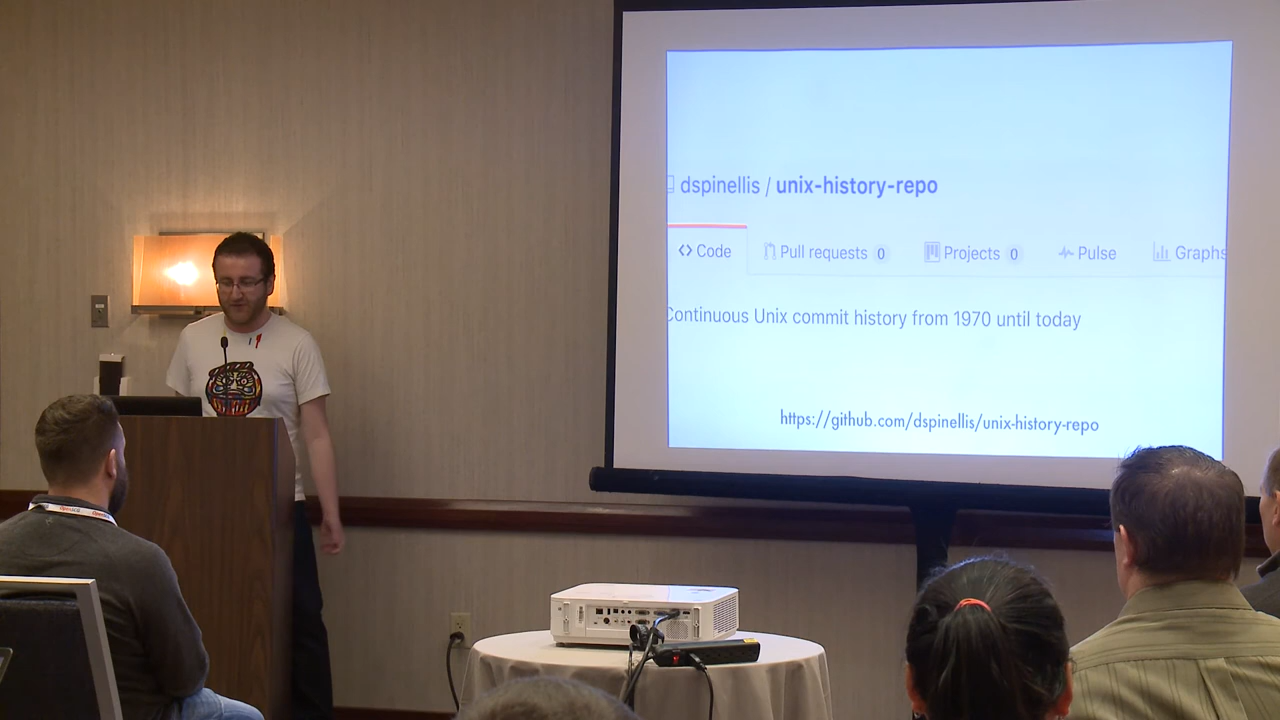 dspinellis / unix-history-repo
<> Code Pull requests 0 Projects 0 Pulse Graphs
Continuous Unix commit history from 1970 until today
https://github.com/dspinellis/unix-history-repo